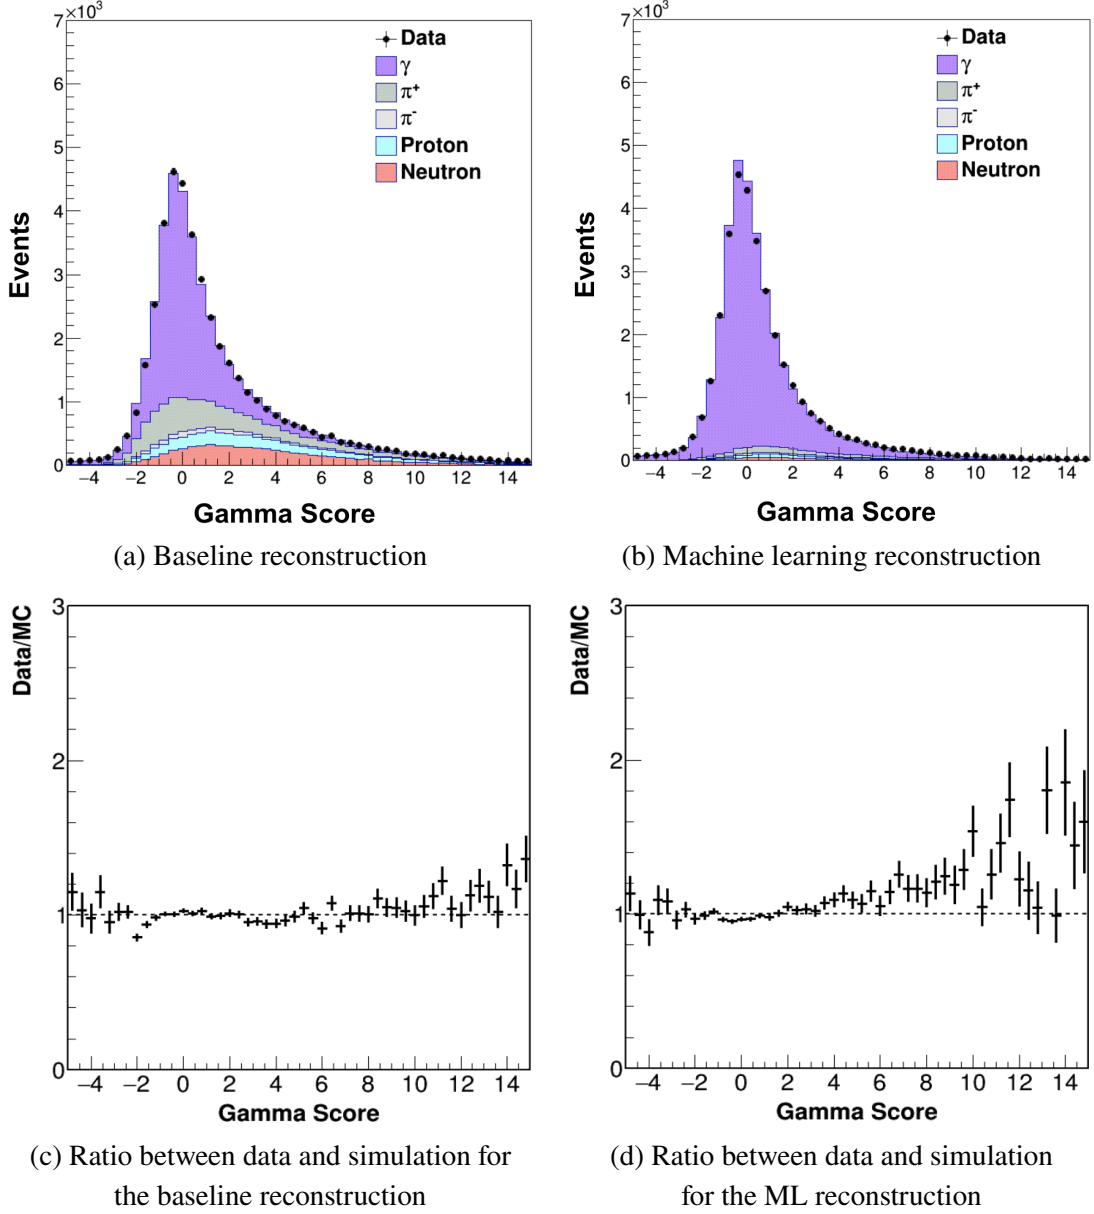 7×10³
6
5
4
3
2
1
0
Events
Data
γ
π⁺
π⁻
Proton
Neutron
−4 −2 0 2 4 6 8 10 12 14
Gamma Score
(a) Baseline reconstruction
7×10³
6
5
4
3
2
1
0
Events
Data
γ
π⁺
π⁻
Proton
Neutron
−4 −2 0 2 4 6 8 10 12 14
Gamma Score
(b) Machine learning reconstruction
Data/MC
3
2
1
0
−4 −2 0 2 4 6 8 10 12 14
Gamma Score
(c) Ratio between data and simulation for
the baseline reconstruction
Data/MC
3
2
1
0
−4 −2 0 2 4 6 8 10 12 14
Gamma Score
(d) Ratio between data and simulation
for the ML reconstruction